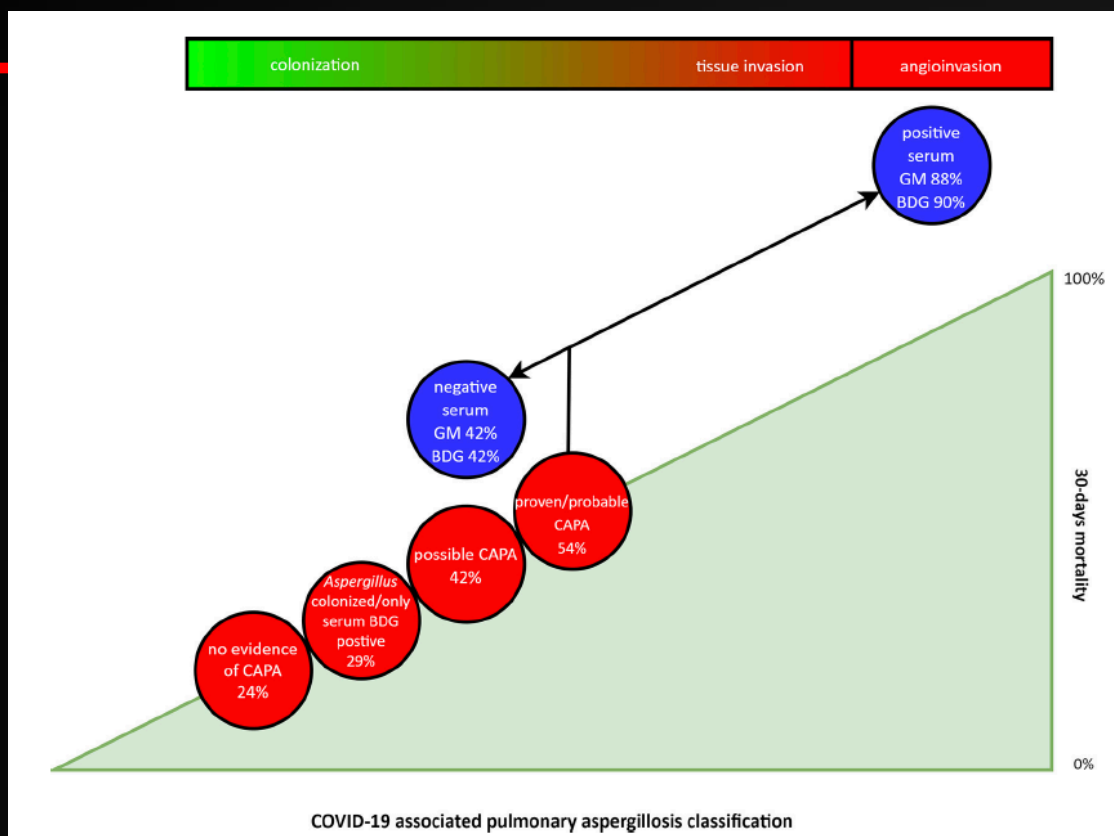 colonization
tissue invasion
angioinvasion
positive
serum
GM 88%
BDG 90%
100%
negative
serum
GM 42%
BDG 42%
proven/probable
CAPA
54%
possible CAPA
42%
Aspergillus
colonized/only
serum BDG
postive
29%
no evidence
of CAPA
24%
30-days mortality
0%
COVID-19 associated pulmonary aspergillosis classification